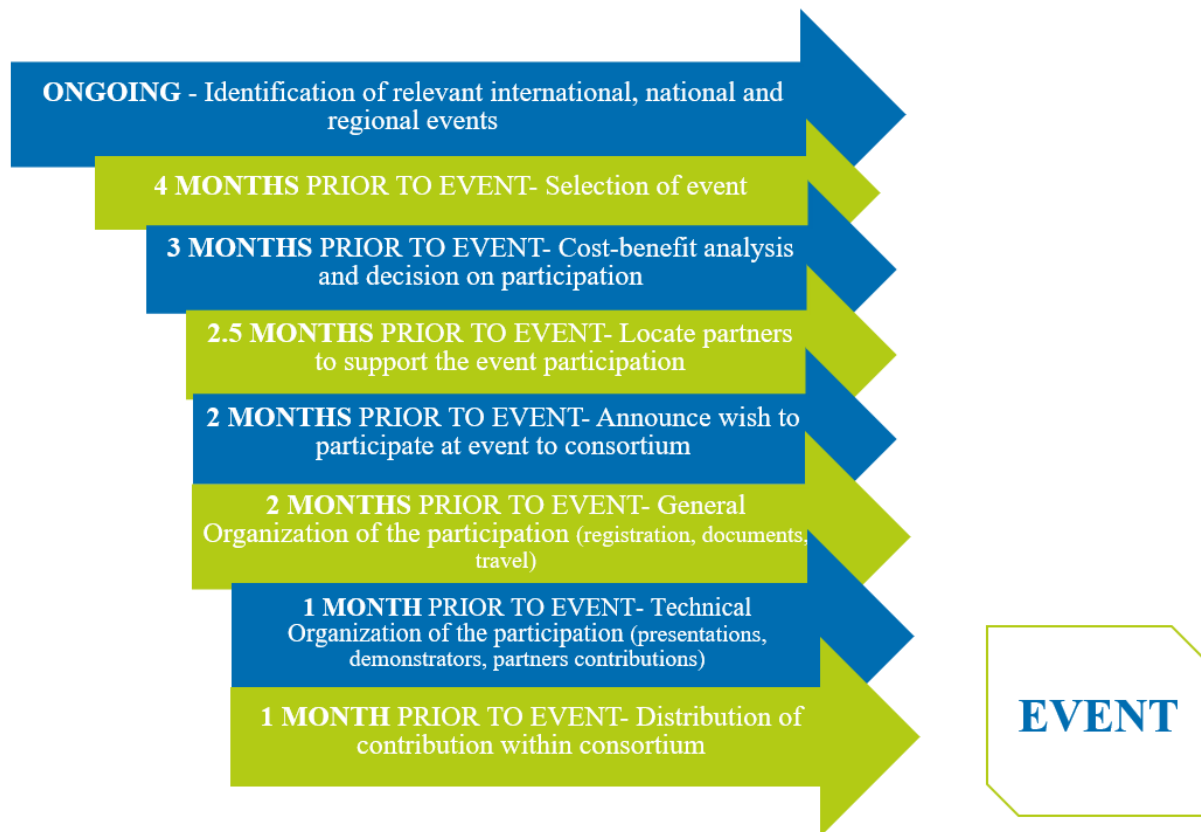 ONGOING - Identification of relevant international, national and
regional events
4 MONTHS PRIOR TO EVENT- Selection of event
3 MONTHS PRIOR TO EVENT- Cost-benefit analysis
and decision on participation
2.5 MONTHS PRIOR TO EVENT- Locate partners
to support the event participation
2 MONTHS PRIOR TO EVENT- Announce wish to
participate at event to consortium
2 MONTHS PRIOR TO EVENT- General
Organization of the participation (registration, documents,
travel)
1 MONTH PRIOR TO EVENT- Technical
Organization of the participation (presentations,
demonstrators, partners contributions)
1 MONTH PRIOR TO EVENT- Distribution of
contribution within consortium
EVENT